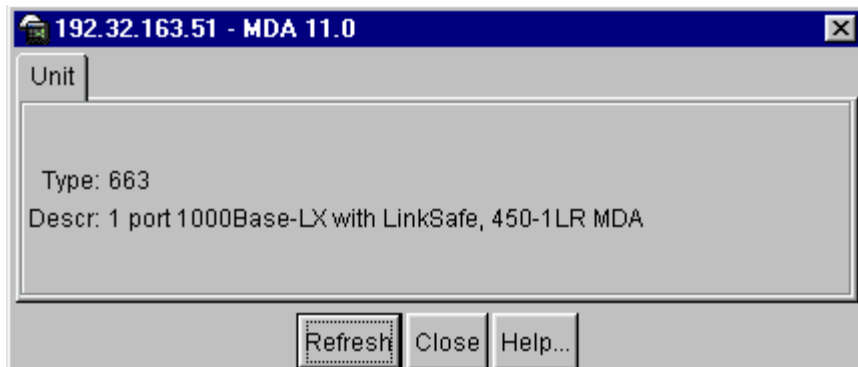 192.32.163.51 - MDA 11.0
Unit
Type: 663
Descr: 1 port 1000Base-LX with LinkSafe, 450-1LR MDA
Refresh Close Help...